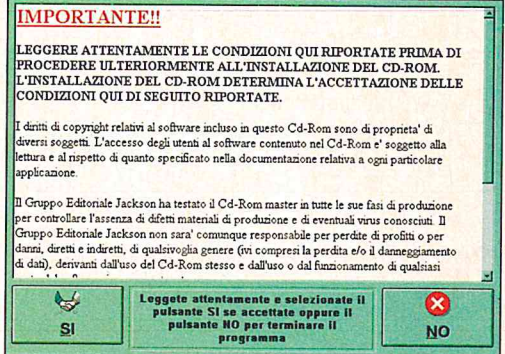 IMPORTANTE!!
LEGGERE ATTENTAMENTE LE CONDIZIONI QUI RIPORTATE PRIMA DI
PROCEDERE ULTERIORMENTE ALL'INSTALLAZIONE DEL CD-ROM.
L'INSTALLAZIONE DEL CD-ROM DETERMINA L'ACCETTAZIONE DELLE
CONDIZIONI QUI DI SEGUITO RIPORTATE.
I diritti di copyright relativi al software incluso in questo Cd-Rom sono di proprieta' di
diversi soggetti. L'accesso degli utenti al software contenuto nel Cd-Rom e' soggetto alla
lettura e al rispetto di quanto specificato nella documentazione relativa a ogni particolare
applicazione.
Il Gruppo Editoriale Jackson ha testato il Cd-Rom master in tutte le sue fasi di produzione
per controllare l'assenza di difetti materiali di produzione e di eventuali virus conosciuti. Il
Gruppo Editoriale Jackson non sara' comunque responsabile per perdite di profitti o per
danni, diretti e indiretti, di qualsivoglia genere (ivi compresi la perdita e/o il danneggiamento
di dati), derivanti dall'uso del Cd-Rom stesso e dall'uso o dal funzionamento di qualsiasi
SI
Leggete attentamente e selezionate il
pulsante SI se accettate oppure il
pulsante NO per terminare il
programma
NO